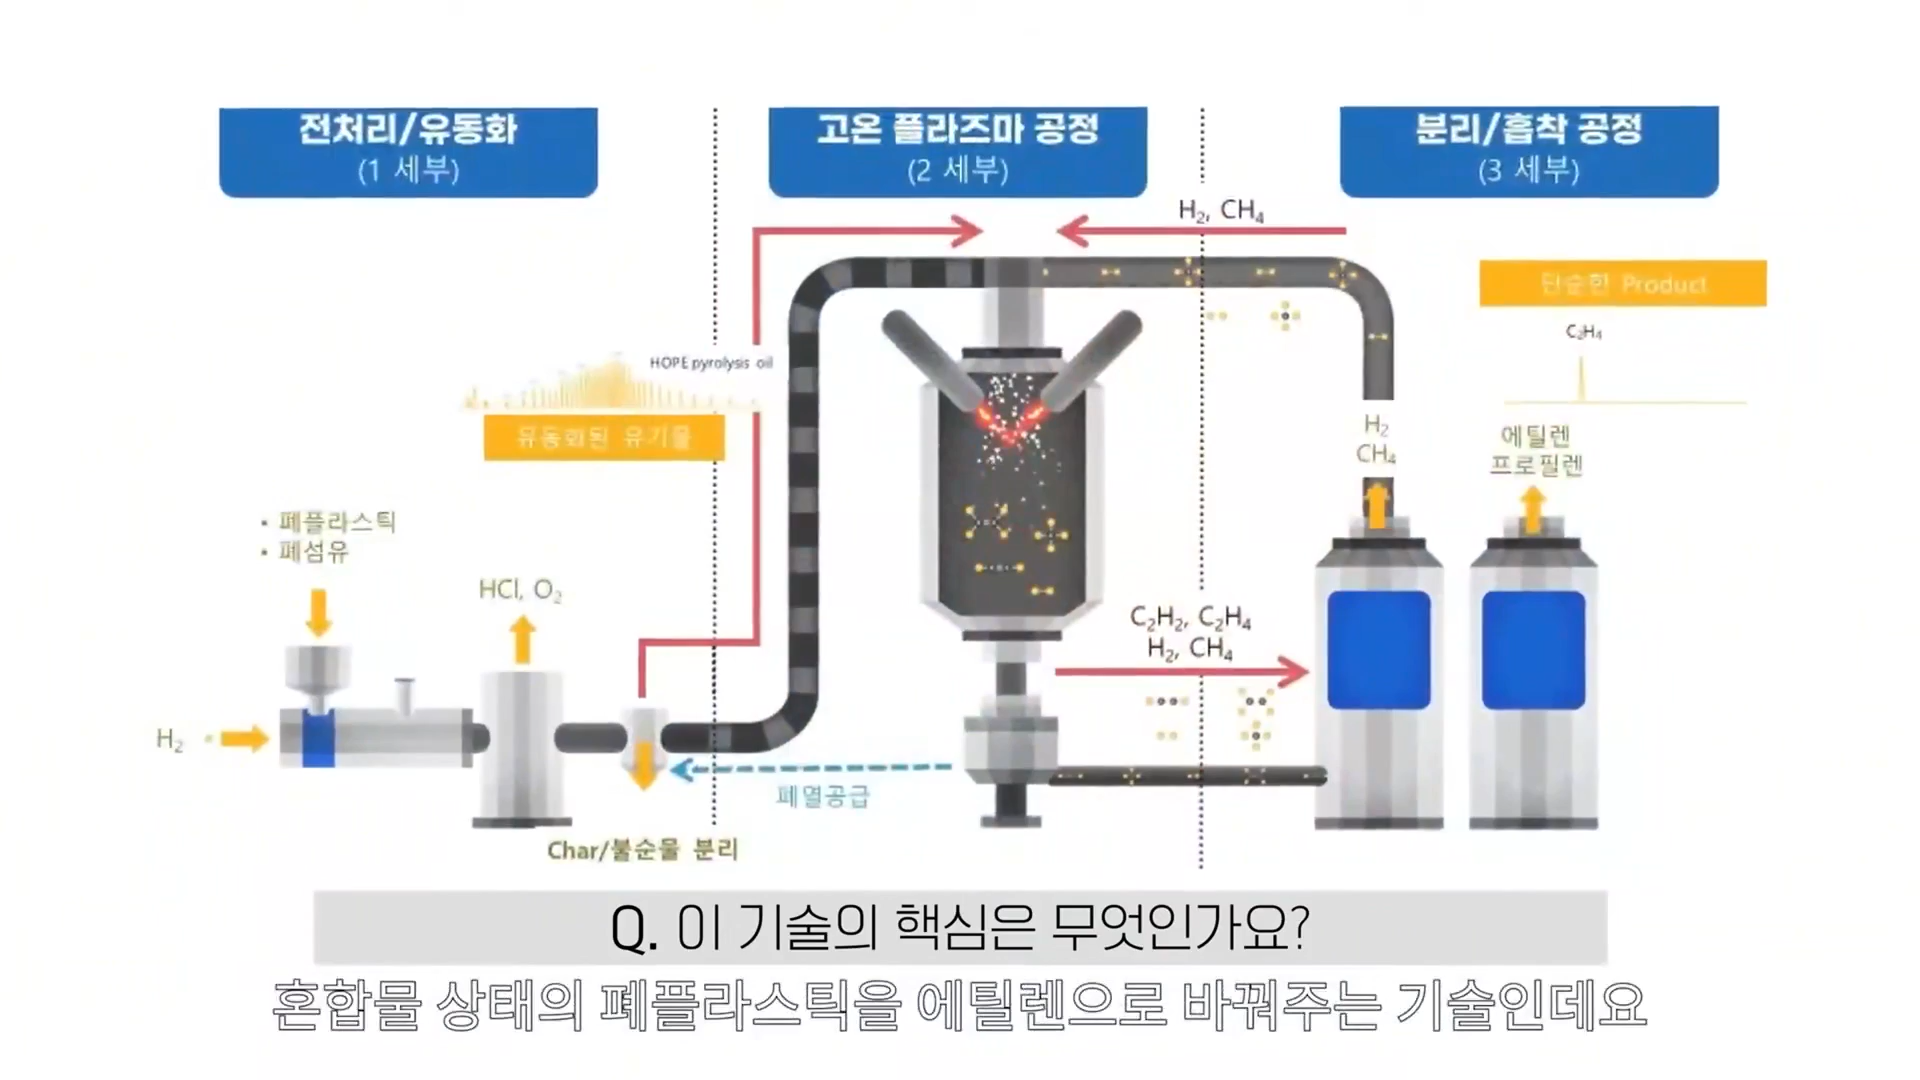 전처리/유동화
(1 세부)
고온 플라즈마 공정
(2 세부)
분리/흡착 공정
(3 세부)
H₂, CH₄
단순한 Product
C₂H₄
HOPE pyrolysis oil
유동화된 유기물
H₂
CH₄
에틸렌
프로필렌
• 폐플라스틱
• 폐섬유
HCl, O₂
C₂H₂, C₂H₄
H₂, CH₄
H₂
폐열공급
Char/불순물 분리
Q. 이 기술의 핵심은 무엇인가요?
혼합물 상태의 폐플라스틱을 에틸렌으로 바꿔주는 기술인데요